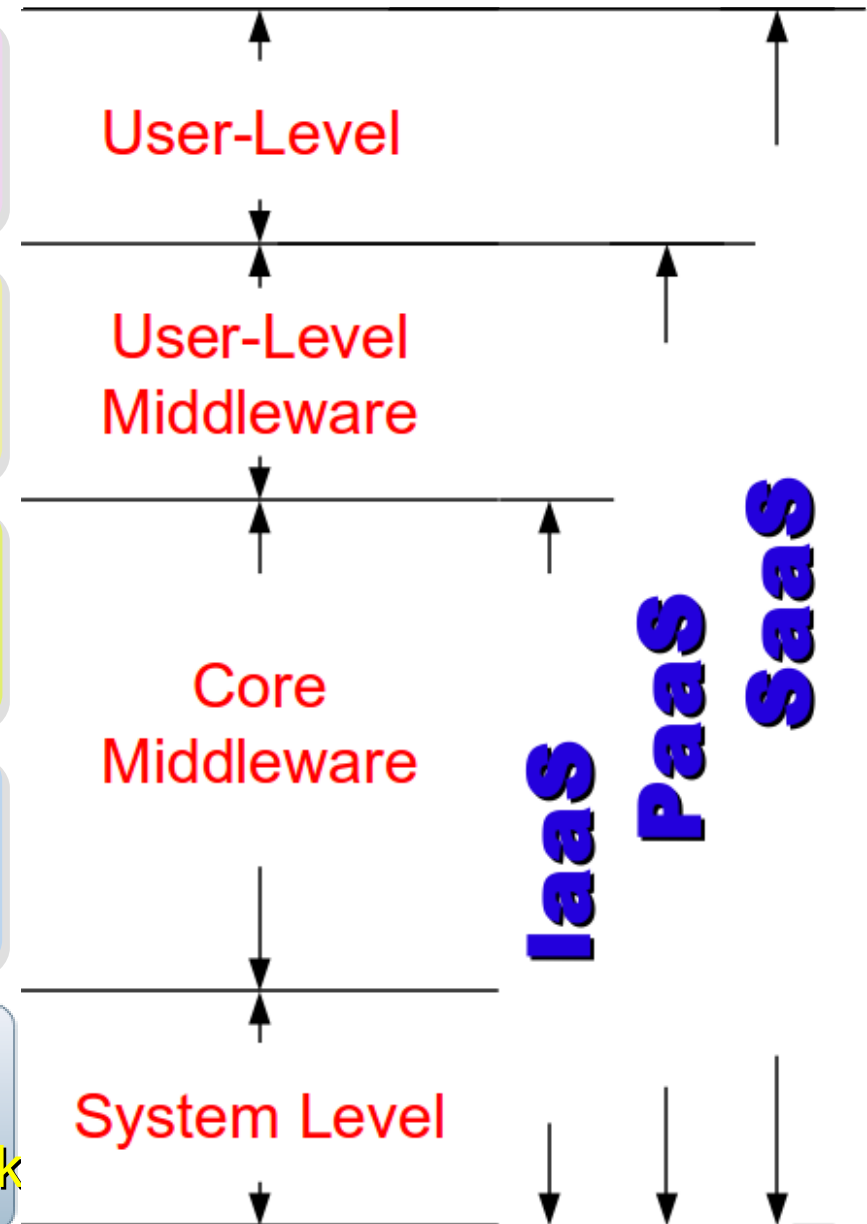 User-Level
User-Level
Middleware
Core
Middleware
IaaS
PaaS
SaaS
System Level
k